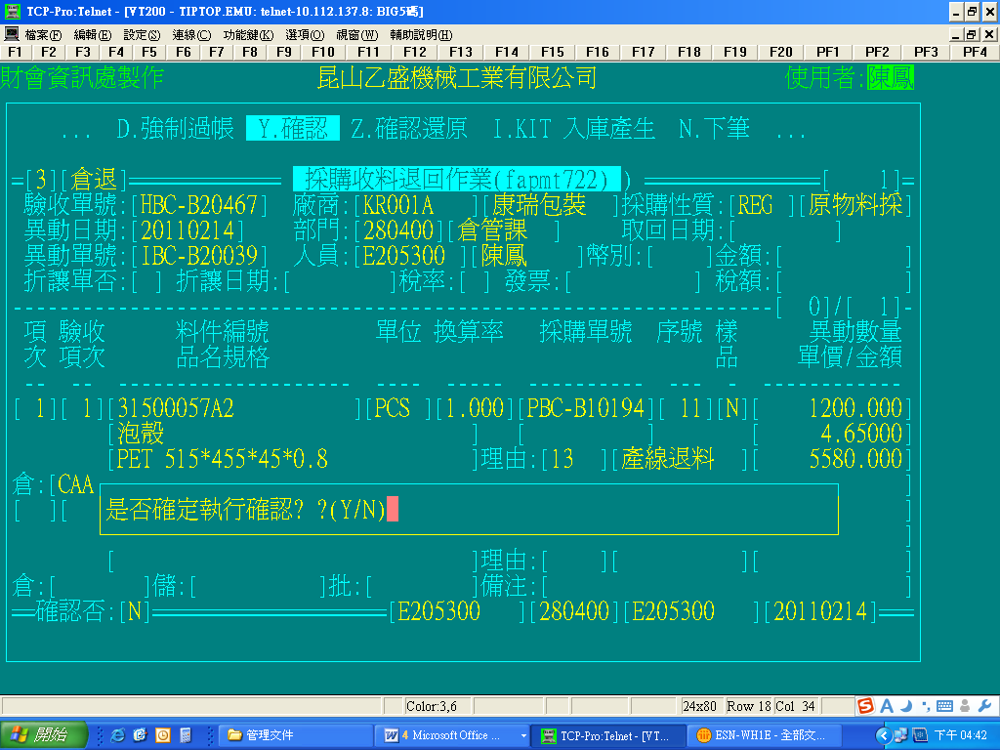 TCP-Pro:Telnet - [VT200 - TIPTOP.EMU: telnet-10.112.137.8: BIG5碼]
檔案(F) 編輯(E) 設定(S) 連線(C) 功能鍵(K) 選項(O) 視窗(W) 輔助說明(H)
F1 F2 F3 F4 F5 F6 F7 F8 F9 F10 F11 F12 F13 F14 F15 F16 F17 F18 F19 F20 PF1 PF2 PF3 PF4
財會資訊處製作 昆山乙盛機械工業有限公司 使用者:陳鳳
... D.強制過帳 Y.確認 Z.確認還原 I.KIT 入庫產生 N.下筆 ...
=[3][倉退]============= 採購收料退回作業(fapmt722) ) ===============[ 1]=
驗收單號:[HBC-B20467] 廠商:[KR001A ][康瑞包裝 ]採購性質:[REG ][原物料採]
異動日期:[20110214] 部門:[280400][倉管課 ] 取回日期:[ ]
異動單號:[IBC-B20039] 人員:[E205300 ][陳鳳 ]幣別:[ ]金額:[ ]
折讓單否:[ ] 折讓日期:[ ]稅率:[ ] 發票:[ ] 稅額:[ ]
-----------------------------------------------------------------[ 0]/[ 1]-
項 驗收 料件編號 單位 換算率 採購單號 序號 樣 異動數量
次 項次 品名規格 品 單價/金額
-- -- -------------------- ---- ----- ---------- --- - ------------
[ 1][ 1][31500057A2 ][PCS ][1.000][PBC-B10194][ 11][N][ 1200.000]
[泡殼 ] [ ] [ 4.65000]
[PET 515*455*45*0.8 ]理由:[13 ][產線退料 ][ 5580.000]
倉:[CAA ]
[ ][ 是否確定執行確認? ?(Y/N) ]
]
[ ]理由:[ ][ ][ ]
倉:[ ]儲:[ ]批:[ ]備注:[ ]
==確認否:[N]====================[E205300 ][280400][E205300 ][20110214]===
Color:3,6 24x80 Row 18 Col 34
開始 管理文件 4 Microsoft Office ... TCP-Pro:Telnet - [VT... ESN-WH1E - 全部文... 下午 04:42